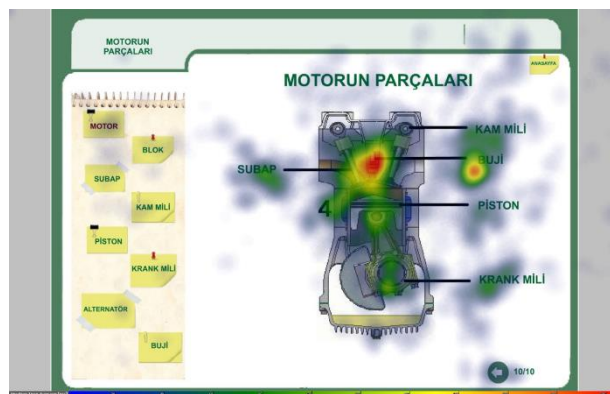 MOTORUN
PARÇALARI
ANASAYFA
MOTORUN PARÇALARI
MOTOR
BLOK
SUBAP
KAM MİLİ
PİSTON
KRANK MİLİ
ALTERNATÖR
BUJİ
KAM MİLİ
BUJİ
SUBAP
4
PİSTON
KRANK MİLİ
10/10